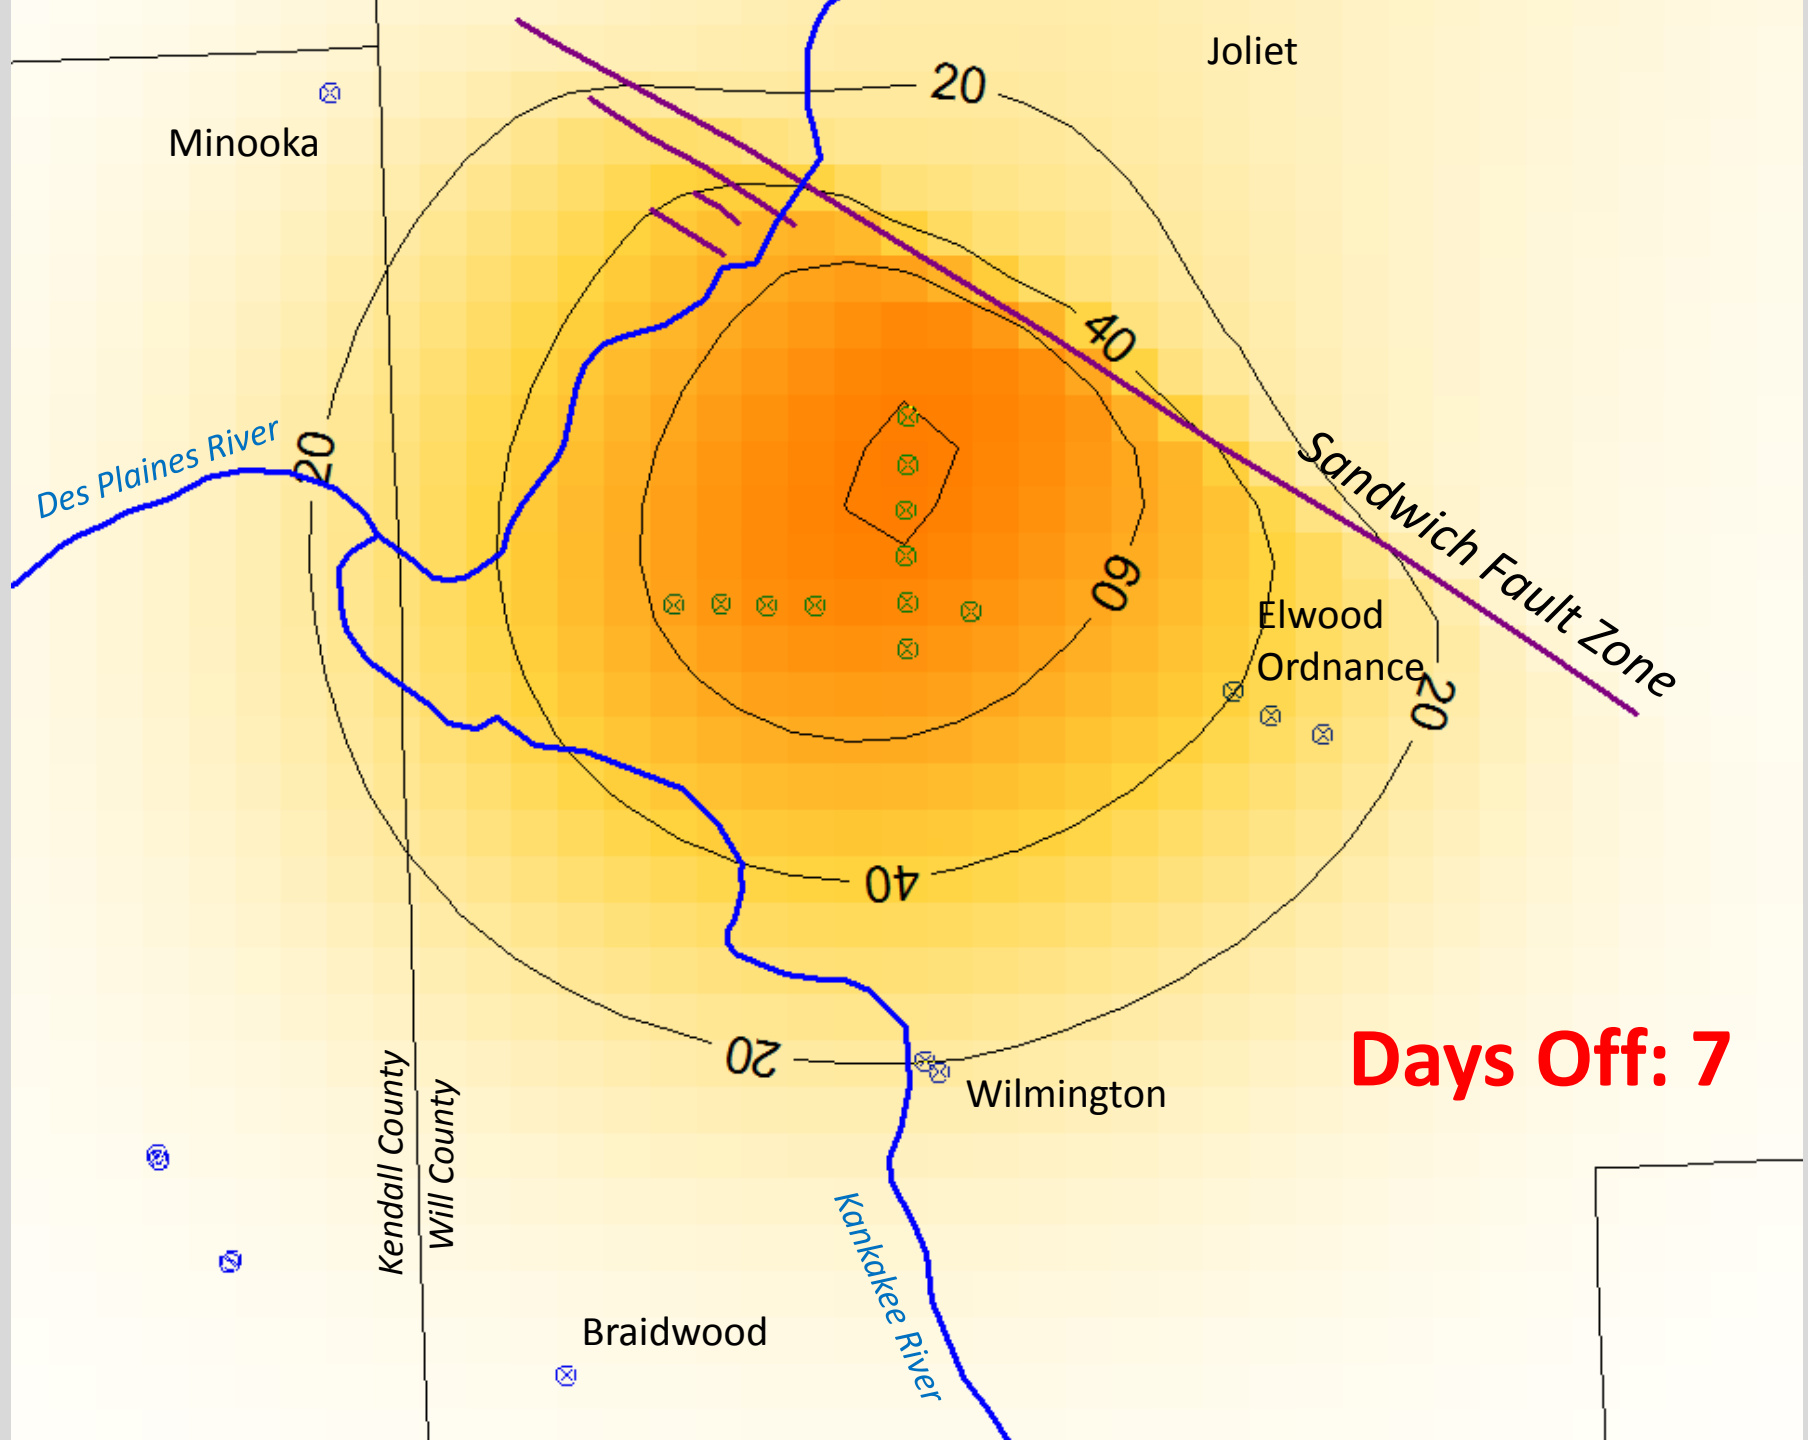 Joliet
20
Minooka
40
Des Plaines River
20
Sandwich Fault Zone
60
Elwood
Ordnance
20
40
20
Days Off: 7
Wilmington
Kendall County
Will County
Kankakee River
Braidwood